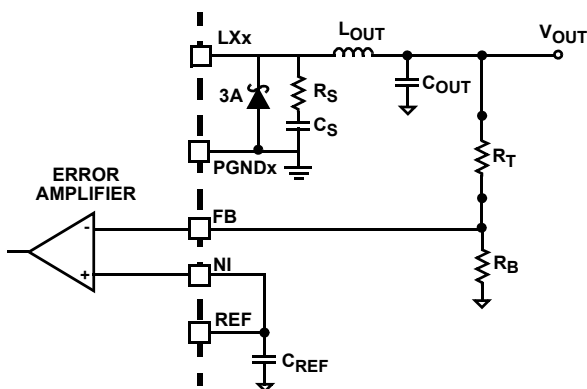 LXx
LOUT
VOUT
3A
RS
COUT
CS
PGNDx
RT
ERROR
AMPLIFIER
FB
-
NI
RB
+
REF
CREF